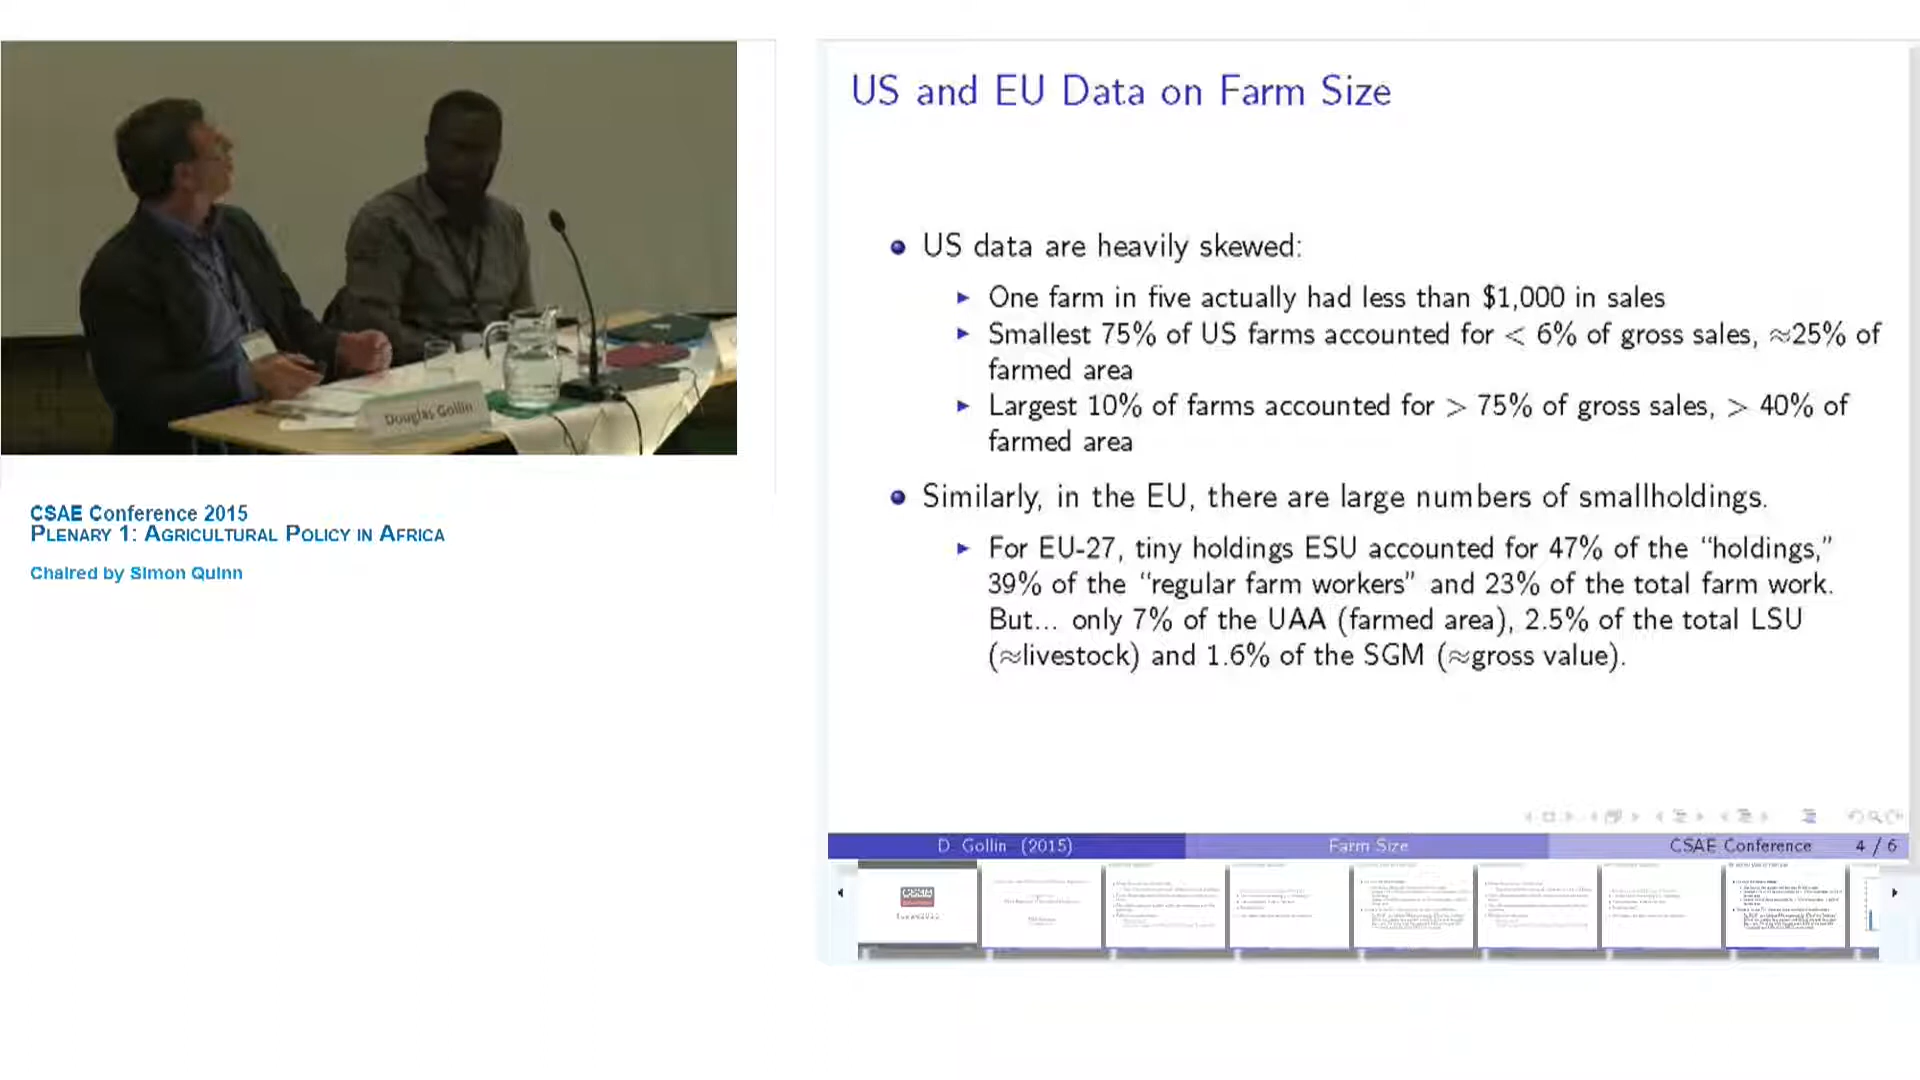 US and EU Data on Farm Size
US data are heavily skewed:
One farm in five actually had less than $1,000 in sales
Smallest 75% of US farms accounted for < 6% of gross sales, ≈25% of
farmed area
Largest 10% of farms accounted for > 75% of gross sales, > 40% of
farmed area
Similarly, in the EU, there are large numbers of smallholdings.
For EU-27, tiny holdings ESU accounted for 47% of the “holdings,”
39% of the “regular farm workers” and 23% of the total farm work.
But... only 7% of the UAA (farmed area), 2.5% of the total LSU
(≈livestock) and 1.6% of the SGM (≈gross value).
D. Gollin (2015)
Farm Size
CSAE Conference 4 / 6
Douglas Gollin
CSAE Conference 2015
Plenary 1: Agricultural Policy in Africa
Chaired by Simon Quinn